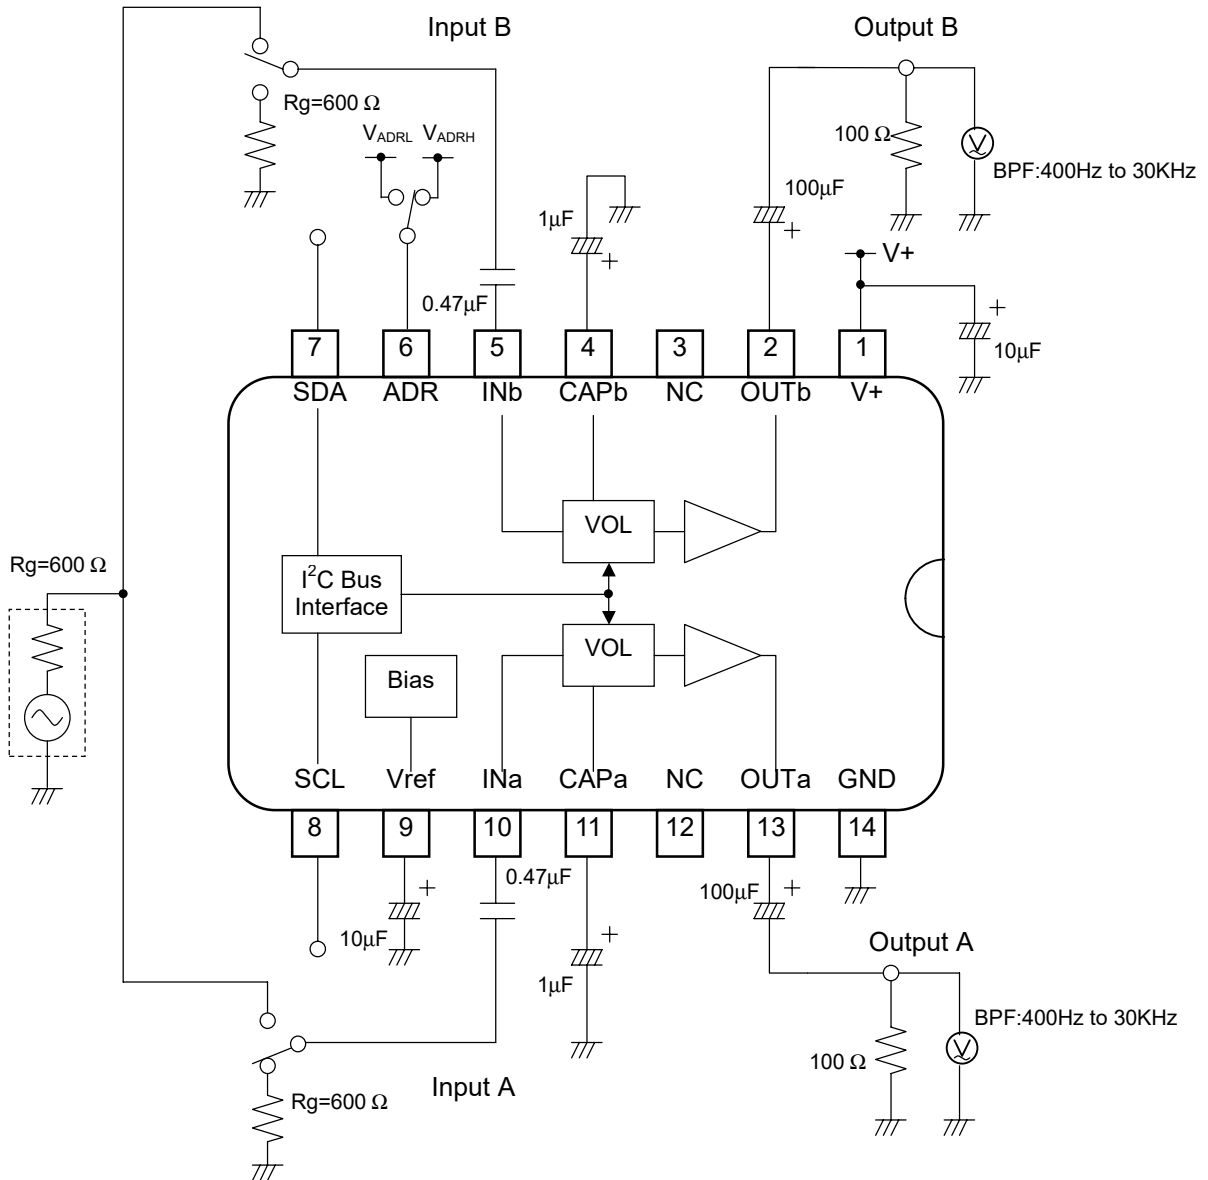 Input B
Output B
Rg=600 Ω
VADRL
VADRH
100 Ω
V
BPF:400Hz to 30KHz
100µF
+
1µF
+
V+
0.47µF
+
10µF
7
6
5
4
3
2
1
SDA
ADR
INb
CAPb
NC
OUTb
V+
VOL
Rg=600 Ω
I²C Bus
Interface
VOL
Bias
SCL
Vref
INa
CAPa
NC
OUTa
GND
8
9
10
11
12
13
14
0.47µF
+
100µF
+
10µF
+
1µF
Output A
BPF:400Hz to 30KHz
100 Ω
V
Input A
Rg=600 Ω